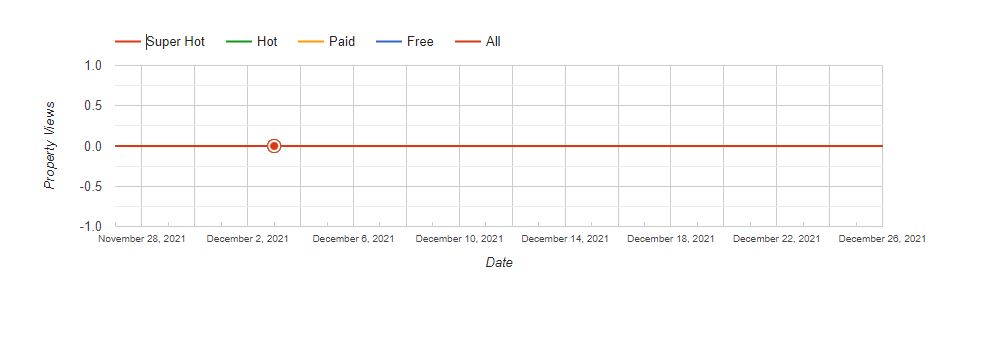 Super Hot Hot Paid Free All
1.0
0.5
0.0
-0.5
-1.0
Property Views
November 28, 2021 December 2, 2021 December 6, 2021 December 10, 2021 December 14, 2021 December 18, 2021 December 22, 2021 December 26, 2021
Date